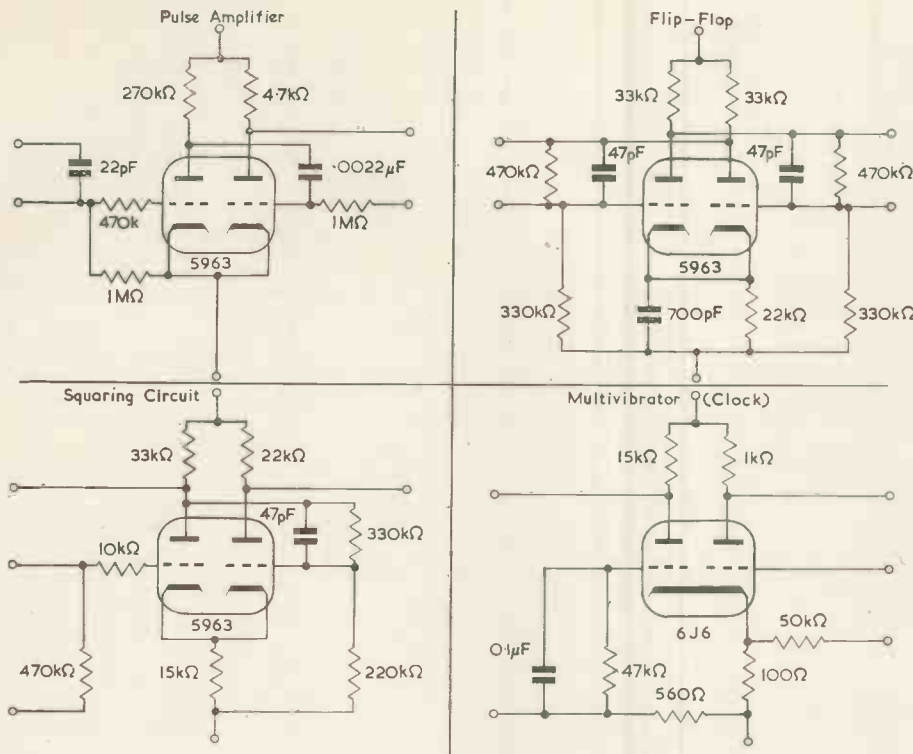 Pulse Amplifier
270kΩ
4·7kΩ
22pF
·0022µF
470k
1MΩ
5963
1MΩ
Flip-Flop
33kΩ
33kΩ
47pF
47pF
470kΩ
470kΩ
5963
330kΩ
700pF
22kΩ
330kΩ
Squaring Circuit
33kΩ
22kΩ
47pF
330kΩ
10kΩ
5963
470kΩ
15kΩ
220kΩ
Multivibrator (Clock)
15kΩ
1kΩ
6J6
50kΩ
0·1µF
47kΩ
100Ω
560Ω